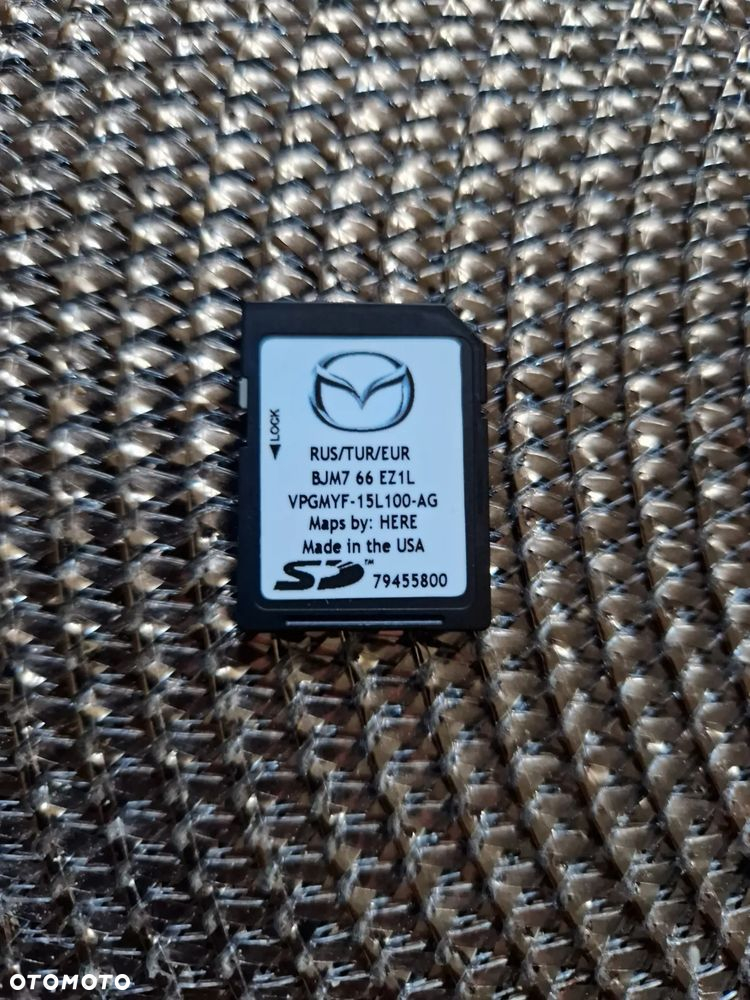 ◄LOCK
RUS/TUR/EUR
BJM7 66 EZ1L
VPGMYF-15L100-AG
Maps by: HERE
Made in the USA
SD™ 79455800
OTOMOTO